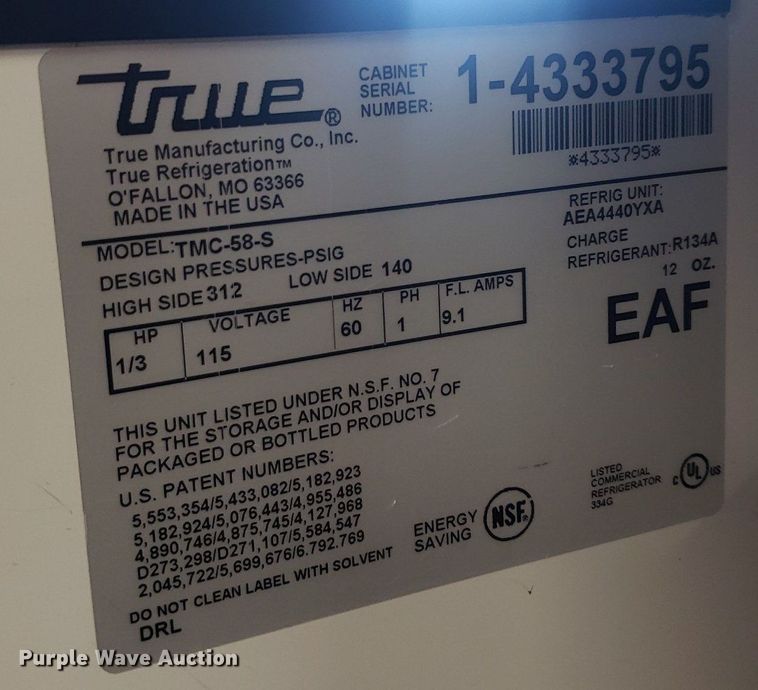 true®
CABINET
SERIAL
NUMBER:
1-4333795
*4333795*
True Manufacturing Co., Inc.
True Refrigeration™
O'FALLON, MO 63366
MADE IN THE USA
MODEL:TMC-58-S
DESIGN PRESSURES-PSIG
HIGH SIDE 312 LOW SIDE 140
REFRIG UNIT:
AEA4440YXA
CHARGE
REFRIGERANT:R134A
12 OZ.
HP VOLTAGE HZ PH F.L. AMPS
1/3 115 60 1 9.1
EAF
THIS UNIT LISTED UNDER N.S.F. NO. 7
FOR THE STORAGE AND/OR DISPLAY OF
PACKAGED OR BOTTLED PRODUCTS
U.S. PATENT NUMBERS:
5,553,354/5,433,082/5,182,923
5,182,924/5,076,443/4,955,486
4,890,746/4,875,745/4,127,968
D273,298/D271,107/5,584,547
2,045,722/5,699,676/6.792.769
DO NOT CLEAN LABEL WITH SOLVENT
DRL
ENERGY
SAVING
NSF®
LISTED
COMMERCIAL
REFRIGERATOR
334G
C UL US
Purple Wave Auction